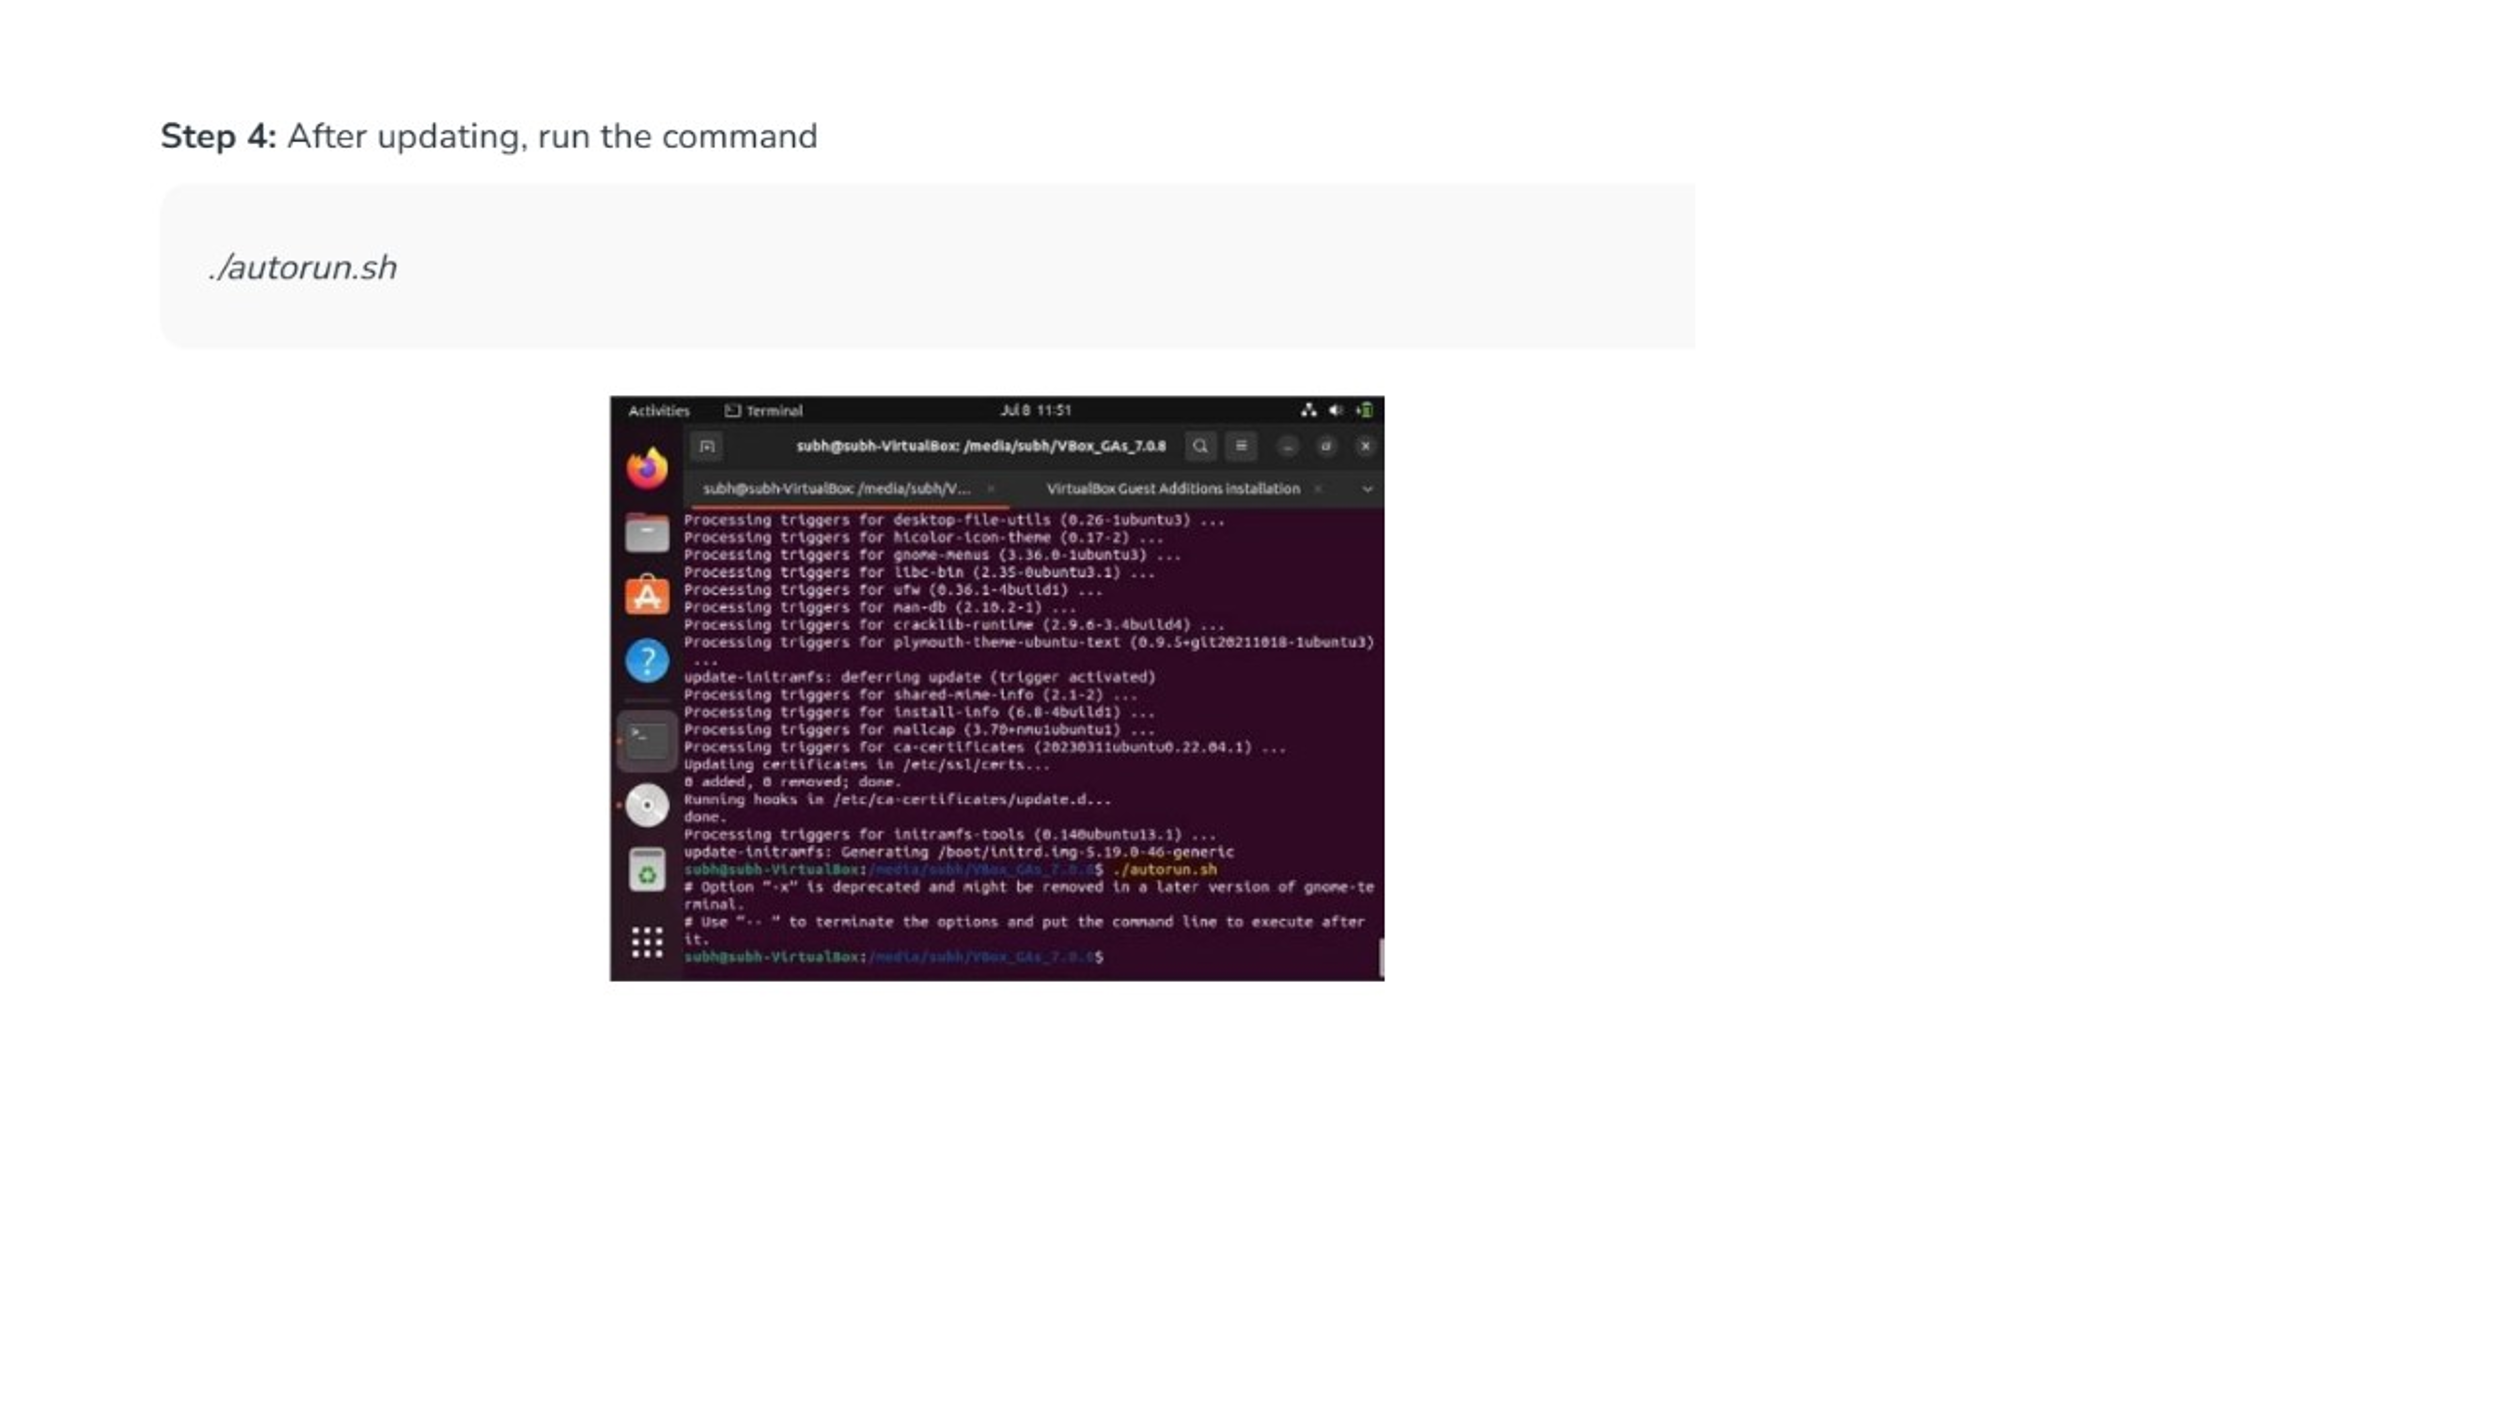 Step 4: After updating, run the command
./autorun.sh
Activities Terminal Jul 8 11:51
subh@subh-VirtualBox: /media/subh/VBox_GAs_7.0.8
subh@subh-VirtualBox: /media/subh/V... VirtualBox Guest Additions installation
Processing triggers for desktop-file-utils (0.26-1ubuntu3) ...
Processing triggers for hicolor-icon-theme (0.17-2) ...
Processing triggers for gnome-menus (3.36.0-1ubuntu3) ...
Processing triggers for libc-bin (2.35-0ubuntu3.1) ...
Processing triggers for ufw (0.36.1-4build1) ...
Processing triggers for man-db (2.10.2-1) ...
Processing triggers for cracklib-runtime (2.9.6-3.4build4) ...
Processing triggers for plymouth-theme-ubuntu-text (0.9.5+git20211018-1ubuntu3)
...
update-initramfs: deferring update (trigger activated)
Processing triggers for shared-mime-info (2.1-2) ...
Processing triggers for install-info (6.8-4build1) ...
Processing triggers for mailcap (3.70+nmu1ubuntu1) ...
Processing triggers for ca-certificates (20230311ubuntu0.22.04.1) ...
Updating certificates in /etc/ssl/certs...
0 added, 0 removed; done.
Running hooks in /etc/ca-certificates/update.d...
done.
Processing triggers for initramfs-tools (0.140ubuntu13.1) ...
update-initramfs: Generating /boot/initrd.img-5.19.0-46-generic
subh@subh-VirtualBox:/media/subh/VBox_GAs_7.0.8$ ./autorun.sh
# Option "-x" is deprecated and might be removed in a later version of gnome-te
rminal.
# Use "-- " to terminate the options and put the command line to execute after
it.
subh@subh-VirtualBox:/media/subh/VBox_GAs_7.0.8$